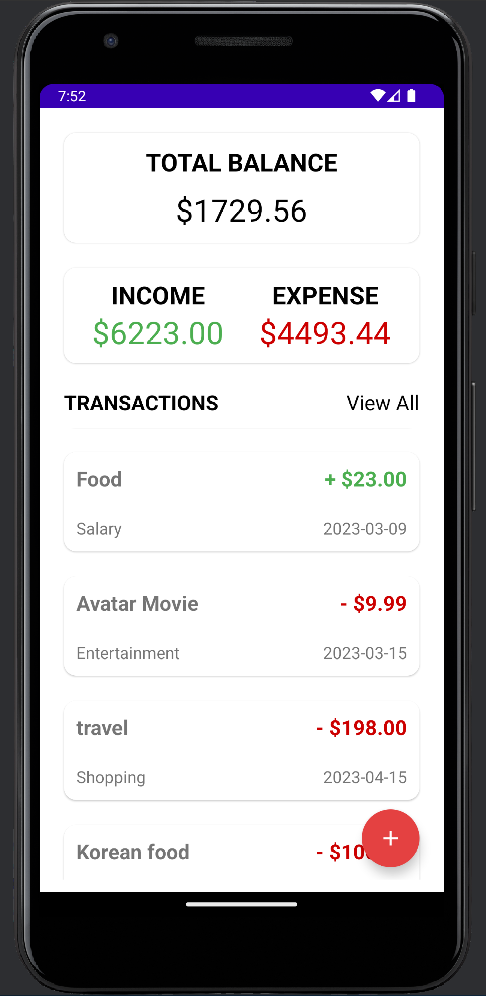 7:52
TOTAL BALANCE
$1729.56
INCOME EXPENSE
$6223.00 $4493.44
TRANSACTIONS View All
Food + $23.00
Salary 2023-03-09
Avatar Movie - $9.99
Entertainment 2023-03-15
travel - $198.00
Shopping 2023-04-15
+
Korean food